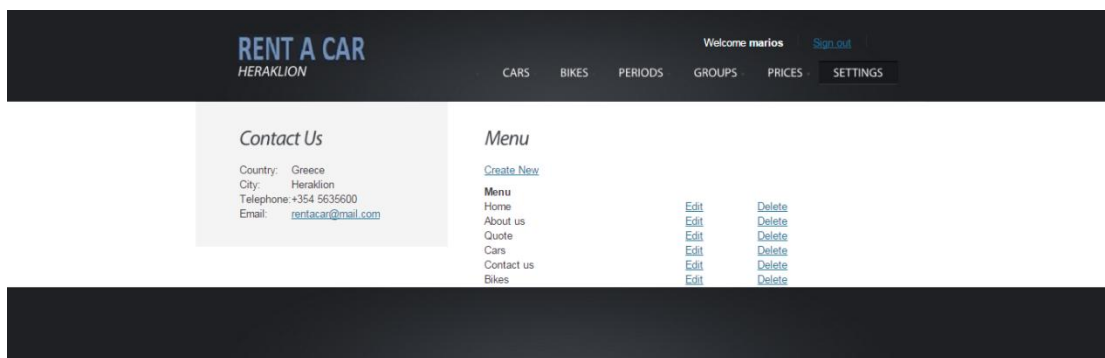 RENT A CAR
HERAKLION
Welcome marios Sign out
CARS BIKES PERIODS GROUPS PRICES SETTINGS
Contact Us
Country: Greece
City: Heraklion
Telephone:+354 5635600
Email: rentacar@mail.com
Menu
Create New
Menu
Home Edit Delete
About us Edit Delete
Quote Edit Delete
Cars Edit Delete
Contact us Edit Delete
Bikes Edit Delete